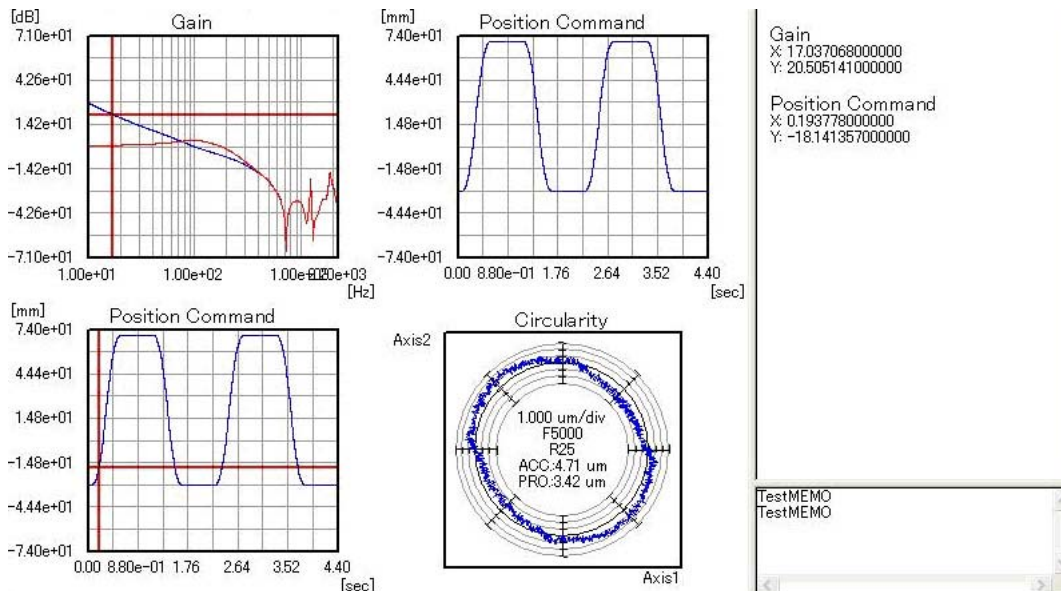 [dB]
Gain
7.10e+01
4.26e+01
1.42e+01
-1.42e+01
-4.26e+01
-7.10e+01
1.00e+01 1.00e+02
[Hz]
[mm]
Position Command
7.40e+01
4.44e+01
1.48e+01
-1.48e+01
-4.44e+01
-7.40e+01
0.00 8.80e-01 1.76 2.64 3.52 4.40
[sec]
Gain
X: 17.037068000000
Y: 20.505141000000
Position Command
X: 0.193778000000
Y: -18.141357000000
[mm]
Position Command
7.40e+01
4.44e+01
1.48e+01
-1.48e+01
-4.44e+01
-7.40e+01
0.00 8.80e-01 1.76 2.64 3.52 4.40
[sec]
Circularity
Axis2
1.000 um/div
F5000
R25
ACC:4.71 um
PRO:3.42 um
Axis1
TestMEMO
TestMEMO